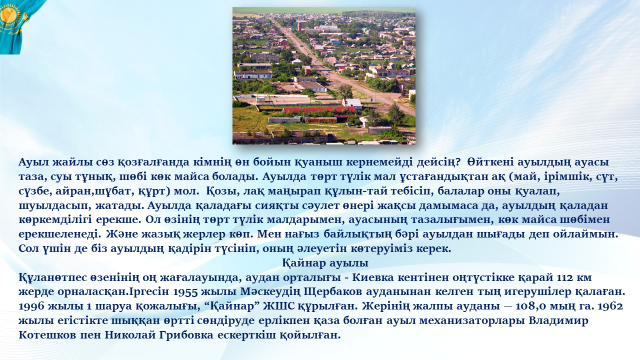 Ауыл жайлы сөз қозғалғанда кімнің өн бойын қуаныш кернемейді дейсің?  Өйткені ауылдың ауасы
таза, суы тұнық, шөбі көк майса болады. Ауылда төрт түлік мал ұстағандықтан ақ (май, ірімшік, сүт,
сүзбе, айран,шұбат, құрт) мол.  Қозы, лақ маңырап құлын-тай тебісіп, балалар оны қуалап,
шуылдасып, жатады. Ауылда қаладағы сияқты сәулет өнері жақсы дамымаса да, ауылдың қаладан
көркемділігі ерекше. Ол өзінің төрт түлік малдарымен, ауасының тазалығымен, көк майса шөбімен
ерекшеленеді. Және жазық жерлер көп. Мен нағыз байлықтың бәрі ауылдан шығады деп ойлаймын.
Сол үшін де біз ауылдың қадірін түсініп, оның әлеуетін көтеруіміз керек.
Қайнар ауылы
Құланөтпес өзенінің оң жағалауында, аудан орталығы - Киевка кентінен оңтүстікке қарай 112 км
жерде орналасқан.Іргесін 1955 жылы Мәскеудің Щербаков ауданынан келген тың игерушілер қалаған.
1996 жылы 1 шаруа қожалығы, “Қайнар” ЖШС құрылған. Жерінің жалпы ауданы — 108,0 мың га. 1962
жылы егістікте шыққан өртті сөндіруде ерлікпен қаза болған ауыл механизаторлары Владимир
Котешков пен Николай Грибовка ескерткіш қойылған.